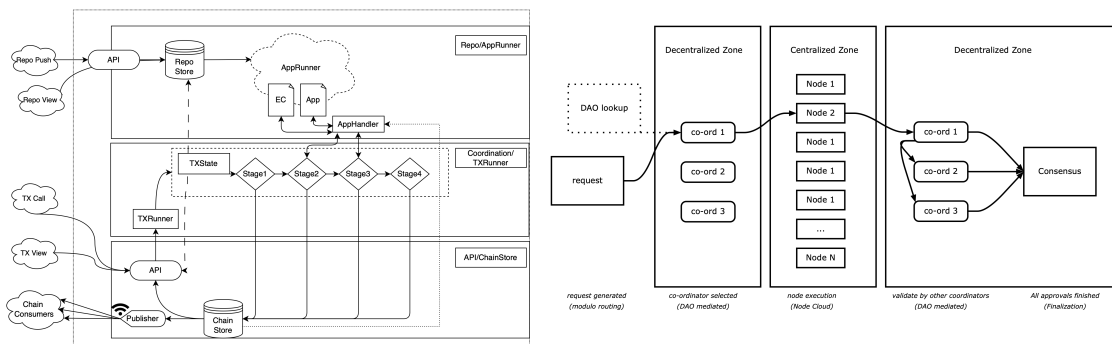 Repo/AppRunner
Repo Push
API
Repo
Store
AppRunner
Repo View
EC
App
AppHandler
Coordination/
TXRunner
TXState
Stage1
Stage2
Stage3
Stage4
TX Call
TXRunner
TX View
API
API/ChainStore
Chain
Consumers
Publisher
Chain
Store
Decentralized Zone
Centralized Zone
Decentralized Zone
DAO lookup
request
co-ord 1
co-ord 2
co-ord 3
Node 1
Node 2
Node 1
Node 1
Node 1
...
Node N
co-ord 1
co-ord 2
co-ord 3
Consensus
request generated
(modulo routing)
co-ordinator selected
(DAO mediated)
node execution
(Node Cloud)
validate by other coordinators
(DAO mediated)
All approvals finished
(Finalization)